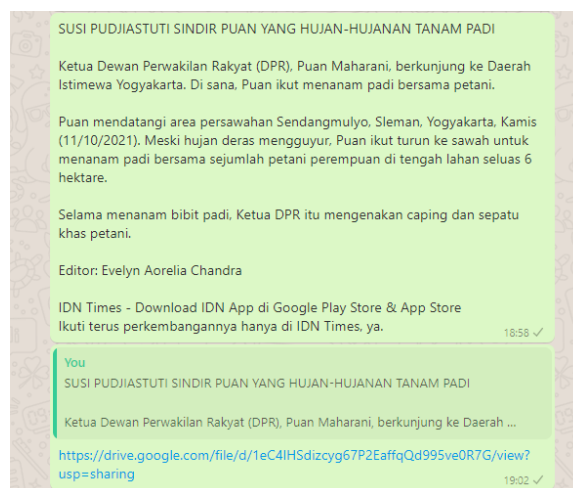 SUSI PUDJIASTUTI SINDIR PUAN YANG HUJAN-HUJANAN TANAM PADI
Ketua Dewan Perwakilan Rakyat (DPR), Puan Maharani, berkunjung ke Daerah
Istimewa Yogyakarta. Di sana, Puan ikut menanam padi bersama petani.
Puan mendatangi area persawahan Sendangmulyo, Sleman, Yogyakarta, Kamis
(11/10/2021). Meski hujan deras mengguyur, Puan ikut turun ke sawah untuk
menanam padi bersama sejumlah petani perempuan di tengah lahan seluas 6
hektare.
Selama menanam bibit padi, Ketua DPR itu mengenakan caping dan sepatu
khas petani.
Editor: Evelyn Aorelia Chandra
IDN Times - Download IDN App di Google Play Store & App Store
Ikuti terus perkembangannya hanya di IDN Times, ya.
18:58
You
SUSI PUDJIASTUTI SINDIR PUAN YANG HUJAN-HUJANAN TANAM PADI
Ketua Dewan Perwakilan Rakyat (DPR), Puan Maharani, berkunjung ke Daerah ...
https://drive.google.com/file/d/1eC4IHSdizcyg67P2EaffqQd995ve0R7G/view?
usp=sharing
19:02